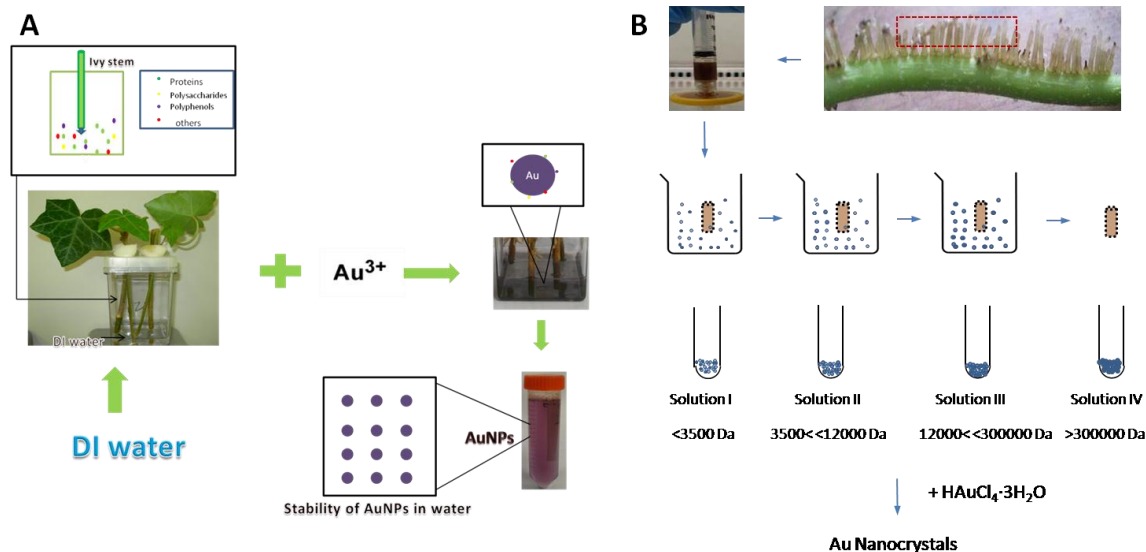 A
Ivy stem
Proteins
Polysaccharides
Polyphenols
others
DI water
DI water
Au³⁺
Au
AuNPs
Stability of AuNPs in water
B
Solution I
Solution II
Solution III
Solution IV
<3500 Da
3500< <12000 Da
12000< <300000 Da
>300000 Da
+ HAuCl₄·3H₂O
Au Nanocrystals